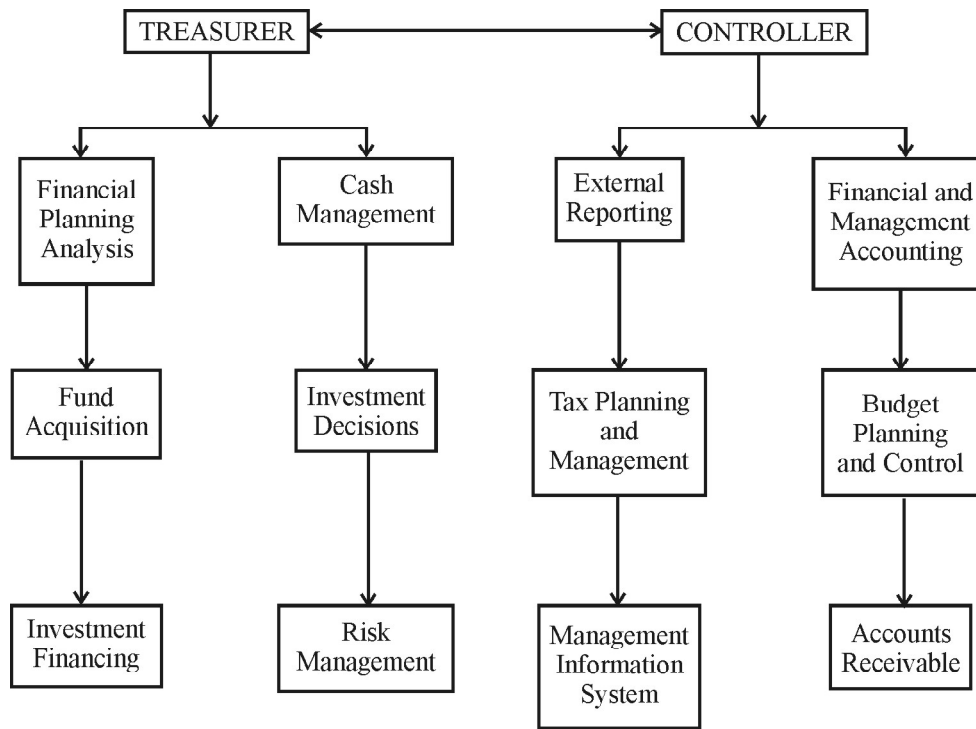 TREASURER
CONTROLLER
Financial
Planning
Analysis
Cash
Management
External
Reporting
Financial and
Management
Accounting
Fund
Acquisition
Investment
Decisions
Tax Planning
and
Management
Budget
Planning
and Control
Investment
Financing
Risk
Management
Management
Information
System
Accounts
Receivable